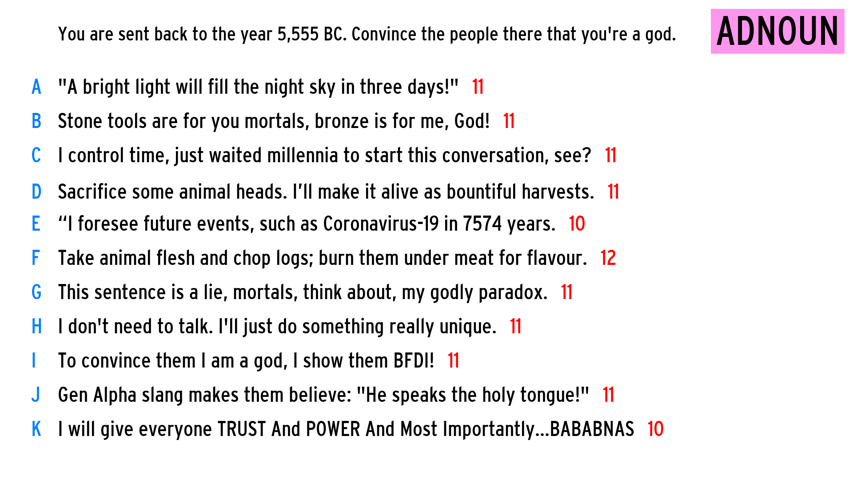 You are sent back to the year 5,555 BC. Convince the people there that you're a god. ADNOUN
A "A bright light will fill the night sky in three days!" 11
B Stone tools are for you mortals, bronze is for me, God! 11
C I control time, just waited millennia to start this conversation, see? 11
D Sacrifice some animal heads. I’ll make it alive as bountiful harvests. 11
E “I foresee future events, such as Coronavirus-19 in 7574 years. 10
F Take animal flesh and chop logs; burn them under meat for flavour. 12
G This sentence is a lie, mortals, think about, my godly paradox. 11
H I don't need to talk. I'll just do something really unique. 11
I To convince them I am a god, I show them BFDI! 11
J Gen Alpha slang makes them believe: "He speaks the holy tongue!" 11
K I will give everyone TRUST And POWER And Most Importantly...BABABNAS 10